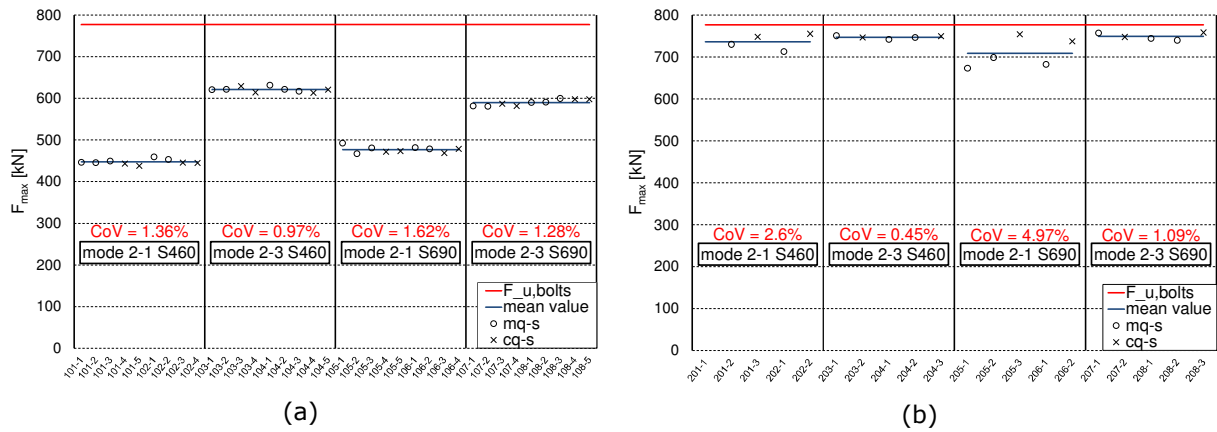 800
700
600
500
400
300
200
100
0
F_max [kN]
CoV = 1.36% CoV = 0.97% CoV = 1.62% CoV = 1.28%
mode 2-1 S460 mode 2-3 S460 mode 2-1 S690 mode 2-3 S690
F_u,bolts
mean value
mq-s
cq-s
101-1 101-2 101-3 101-4 101-5 102-1 102-2 102-3 102-4 103-1 103-2 103-3 103-4 104-1 104-2 104-3 104-4 104-5 105-1 105-2 105-3 105-4 105-5 106-1 106-2 106-3 106-4 107-1 107-2 107-3 107-4 108-1 108-2 108-3 108-4 108-5
(a)
800
700
600
500
400
300
200
100
0
F_max [kN]
CoV = 2.6% CoV = 0.45% CoV = 4.97% CoV = 1.09%
mode 2-1 S460 mode 2-3 S460 mode 2-1 S690 mode 2-3 S690
F_u,bolts
mean value
mq-s
cq-s
201-1 201-2 201-3 202-1 202-2 203-1 203-2 204-1 204-2 204-3 205-1 205-2 205-3 206-1 206-2 207-1 207-2 208-1 208-2 208-3
(b)